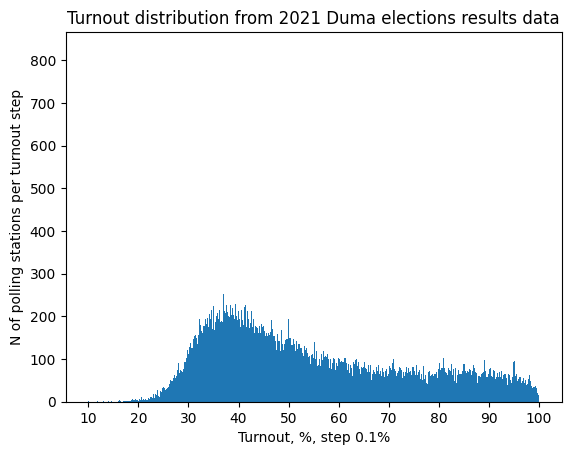 Turnout distribution from 2021 Duma elections results data
N of polling stations per turnout step
800
700
600
500
400
300
200
100
0
10 20 30 40 50 60 70 80 90 100
Turnout, %, step 0.1%